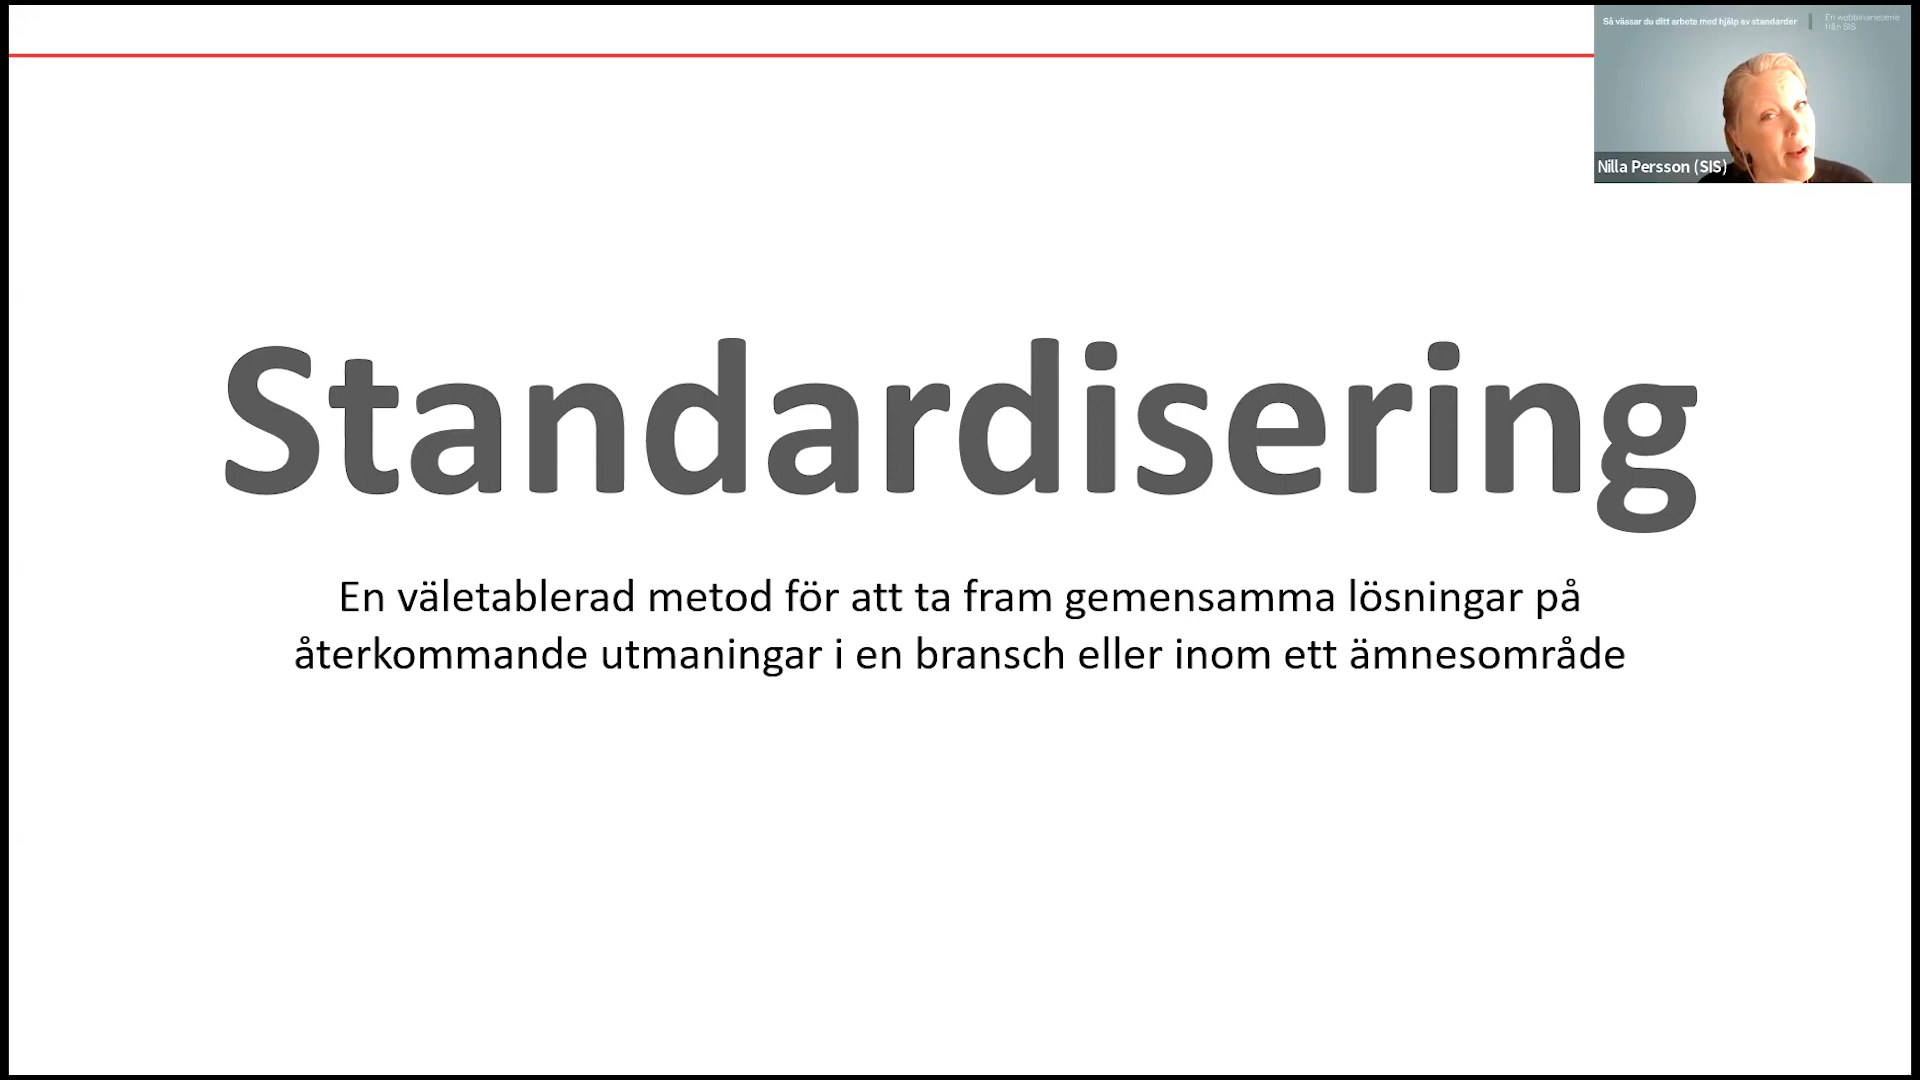 Så vässar du ditt arbete med hjälp av standarder
En webbinarieserie
från SIS
Nilla Persson (SIS)
Standardisering
En väletablerad metod för att ta fram gemensamma lösningar på
återkommande utmaningar i en bransch eller inom ett ämnesområde